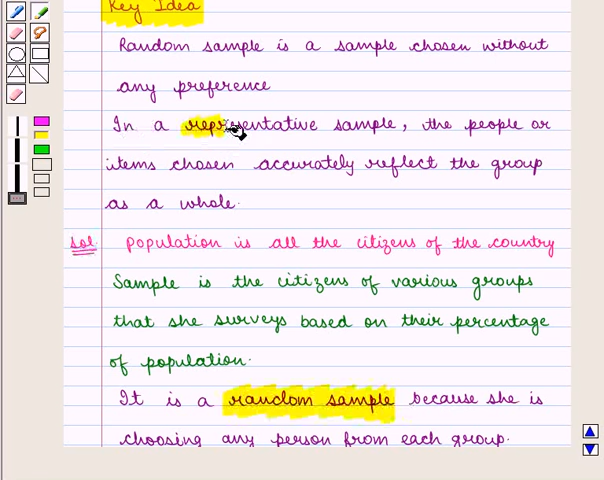 Key Idea
Random sample is a sample chosen without
any preference
In a representative sample, the people or
items chosen accurately reflect the group
as a whole.
Sol. Population is all the citizens of the country
Sample is the citizens of various groups
that she surveys based on their percentage
of population.
It is a random sample because she is
choosing any person from each group.